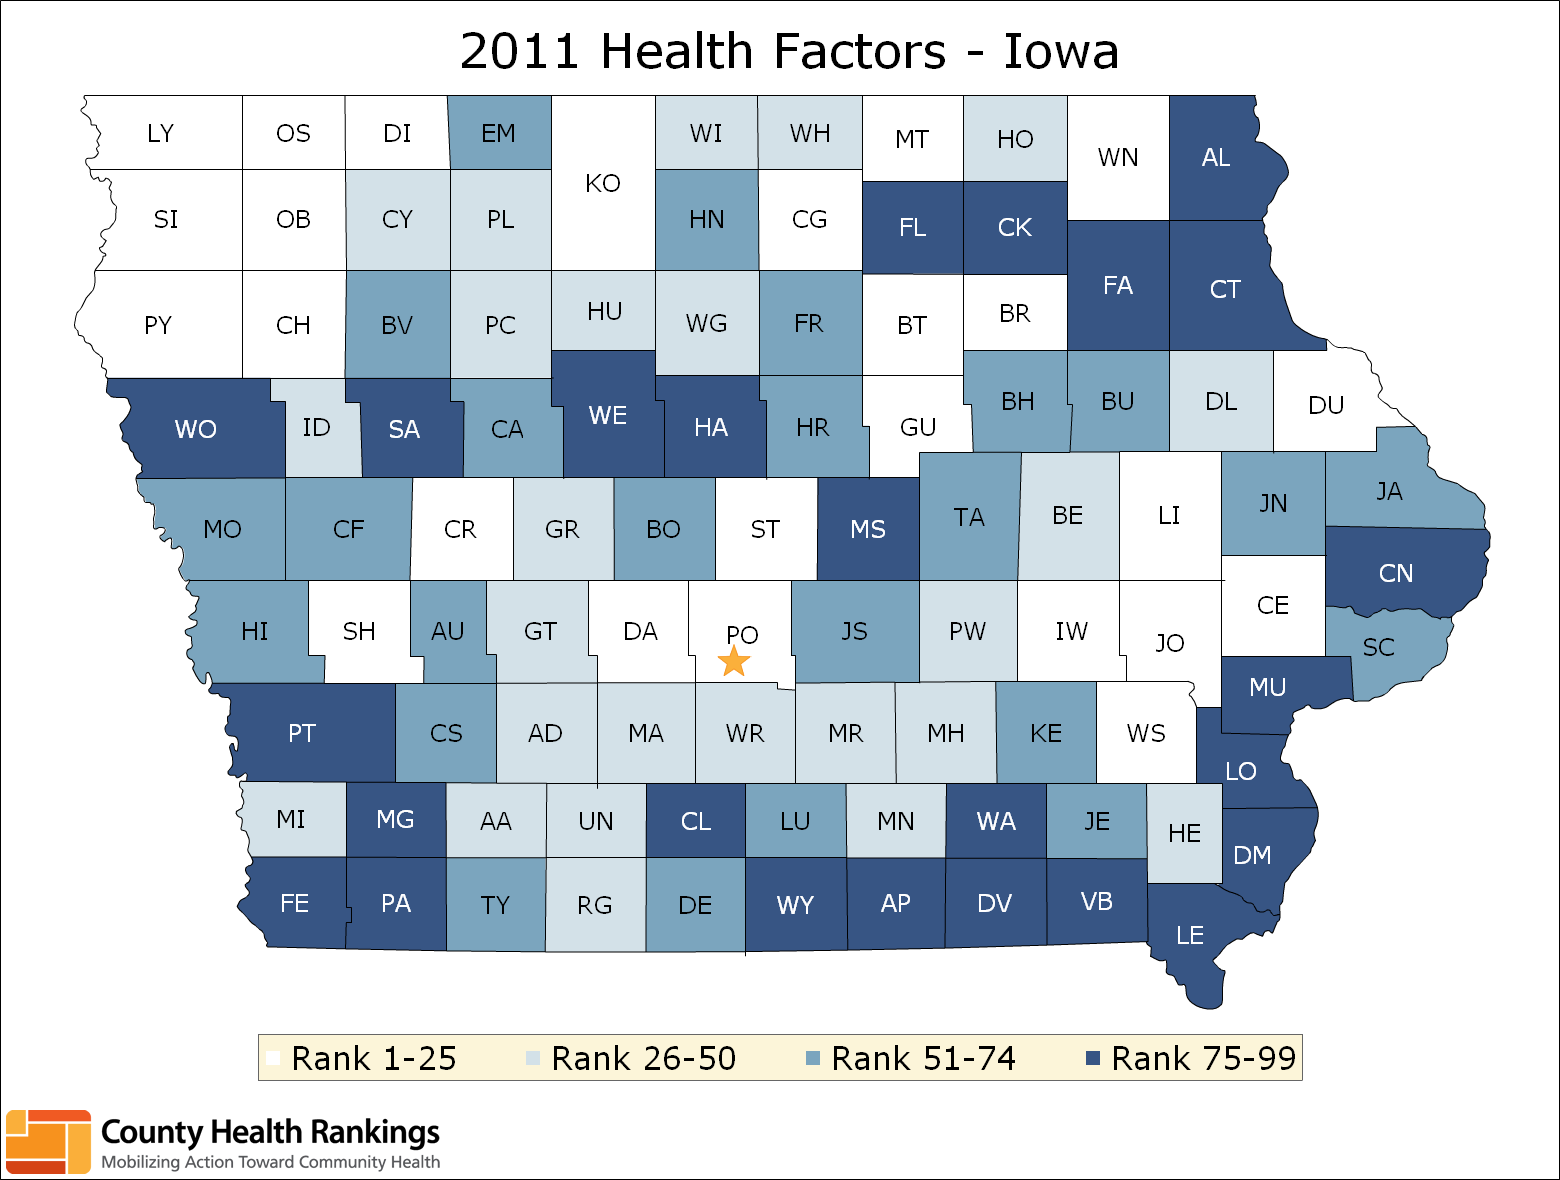 2011 Health Factors - Iowa
LY OS DI EM WI WH MT HO WN AL
KO
SI OB CY PL HN CG FL CK
FA CT
PY CH BV PC HU WG FR BT BR
WO ID SA CA WE HA HR GU BH BU DL DU
MO CF CR GR BO ST MS TA BE LI JN JA
CN
HI SH AU GT DA PO JS PW IW JO CE SC
MU
PT CS AD MA WR MR MH KE WS
LO
MI MG AA UN CL LU MN WA JE HE
DM
FE PA TY RG DE WY AP DV VB
LE
Rank 1-25 Rank 26-50 Rank 51-74 Rank 75-99
County Health Rankings
Mobilizing Action Toward Community Health